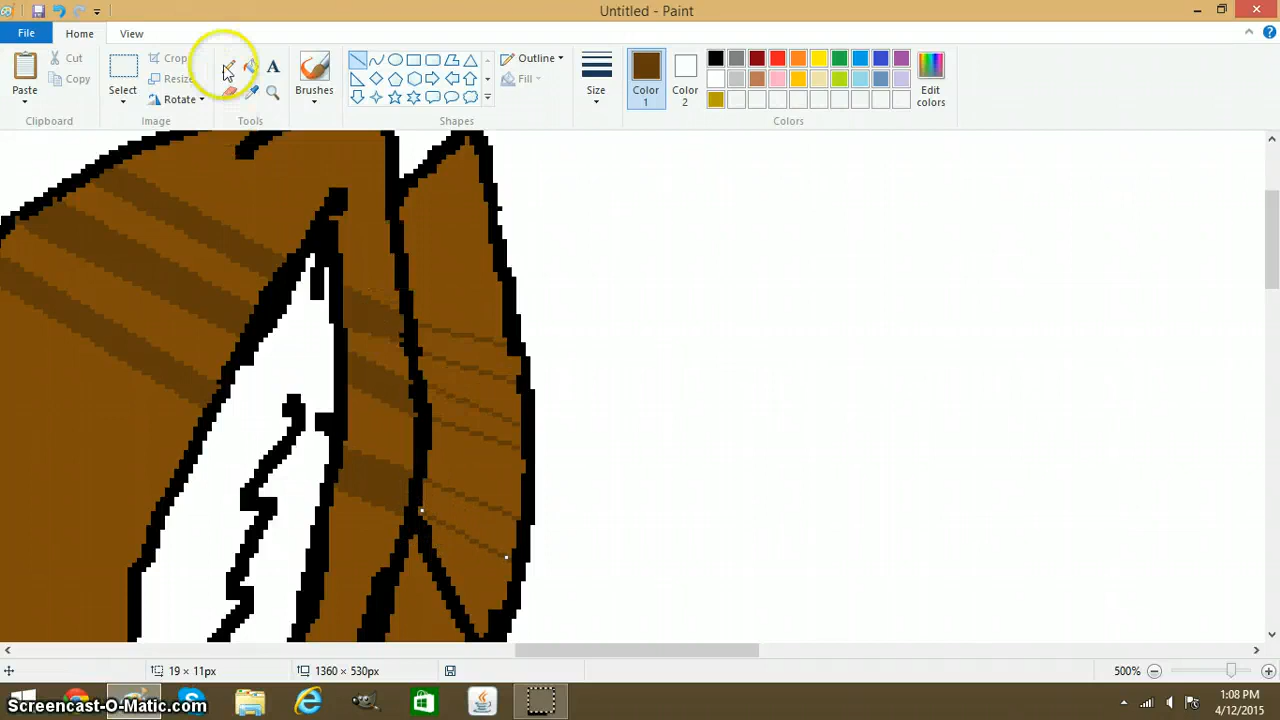 Untitled - Paint
File Home View
Paste Cut Copy
Clipboard
Select Crop Resize Rotate
Image
A
Tools
Brushes
Outline Fill
Shapes
Size
Color 1
Color 2
Edit colors
Colors
19 × 11px 1360 × 530px 500%
Screencast-O-Matic.com
1:08 PM
4/12/2015